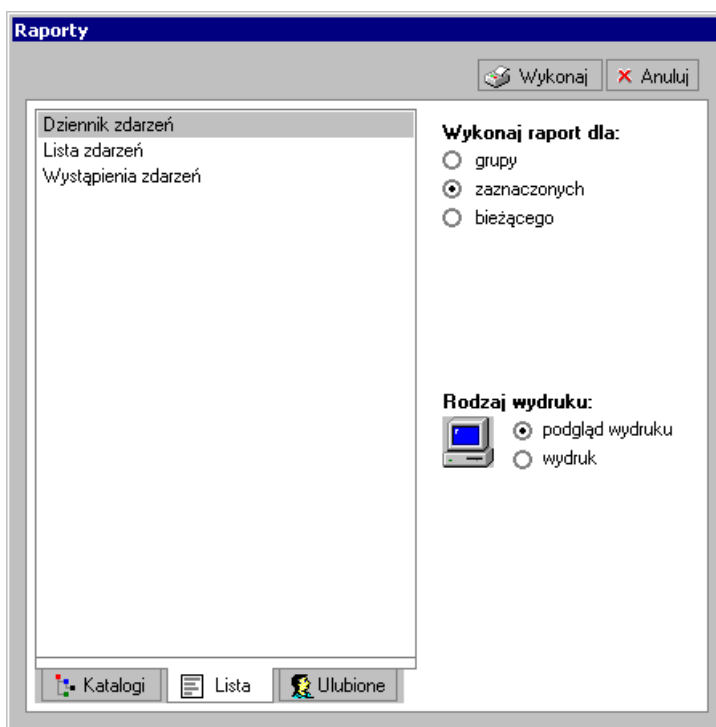 Raporty
Wykonaj
Anuluj
Dziennik zdarzeń
Lista zdarzeń
Wystąpienia zdarzeń
Wykonaj raport dla:
grupy
zaznaczonych
bieżącego
Rodzaj wydruku:
podgląd wydruku
wydruk
Katalogi
Lista
Ulubione